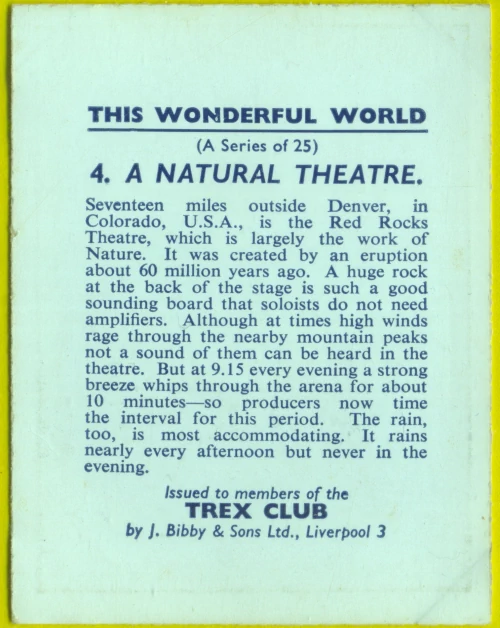 THIS WONDERFUL WORLD
(A Series of 25)
4. A NATURAL THEATRE.
Seventeen miles outside Denver, in
Colorado, U.S.A., is the Red Rocks
Theatre, which is largely the work of
Nature. It was created by an eruption
about 60 million years ago. A huge rock
at the back of the stage is such a good
sounding board that soloists do not need
amplifiers. Although at times high winds
rage through the nearby mountain peaks
not a sound of them can be heard in the
theatre. But at 9.15 every evening a strong
breeze whips through the arena for about
10 minutes—so producers now time
the interval for this period. The rain,
too, is most accommodating. It rains
nearly every afternoon but never in the
evening.
Issued to members of the
TREX CLUB
by J. Bibby & Sons Ltd., Liverpool 3